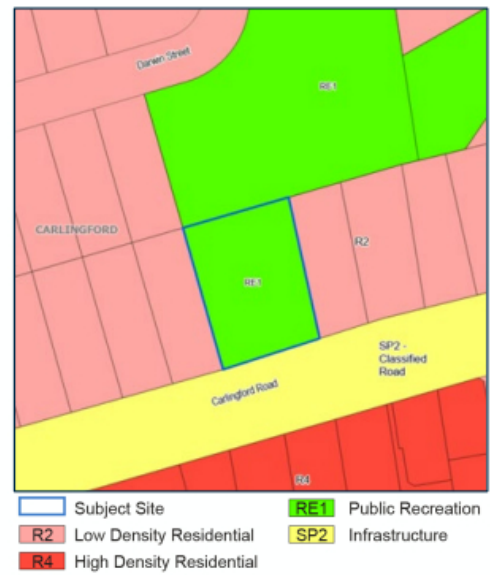 Darwin Street
RE1
CARLINGFORD
R2
RE1
SP2 -
Classified
Road
Carlingford Road
R4
Subject Site
RE1 Public Recreation
R2 Low Density Residential
SP2 Infrastructure
R4 High Density Residential